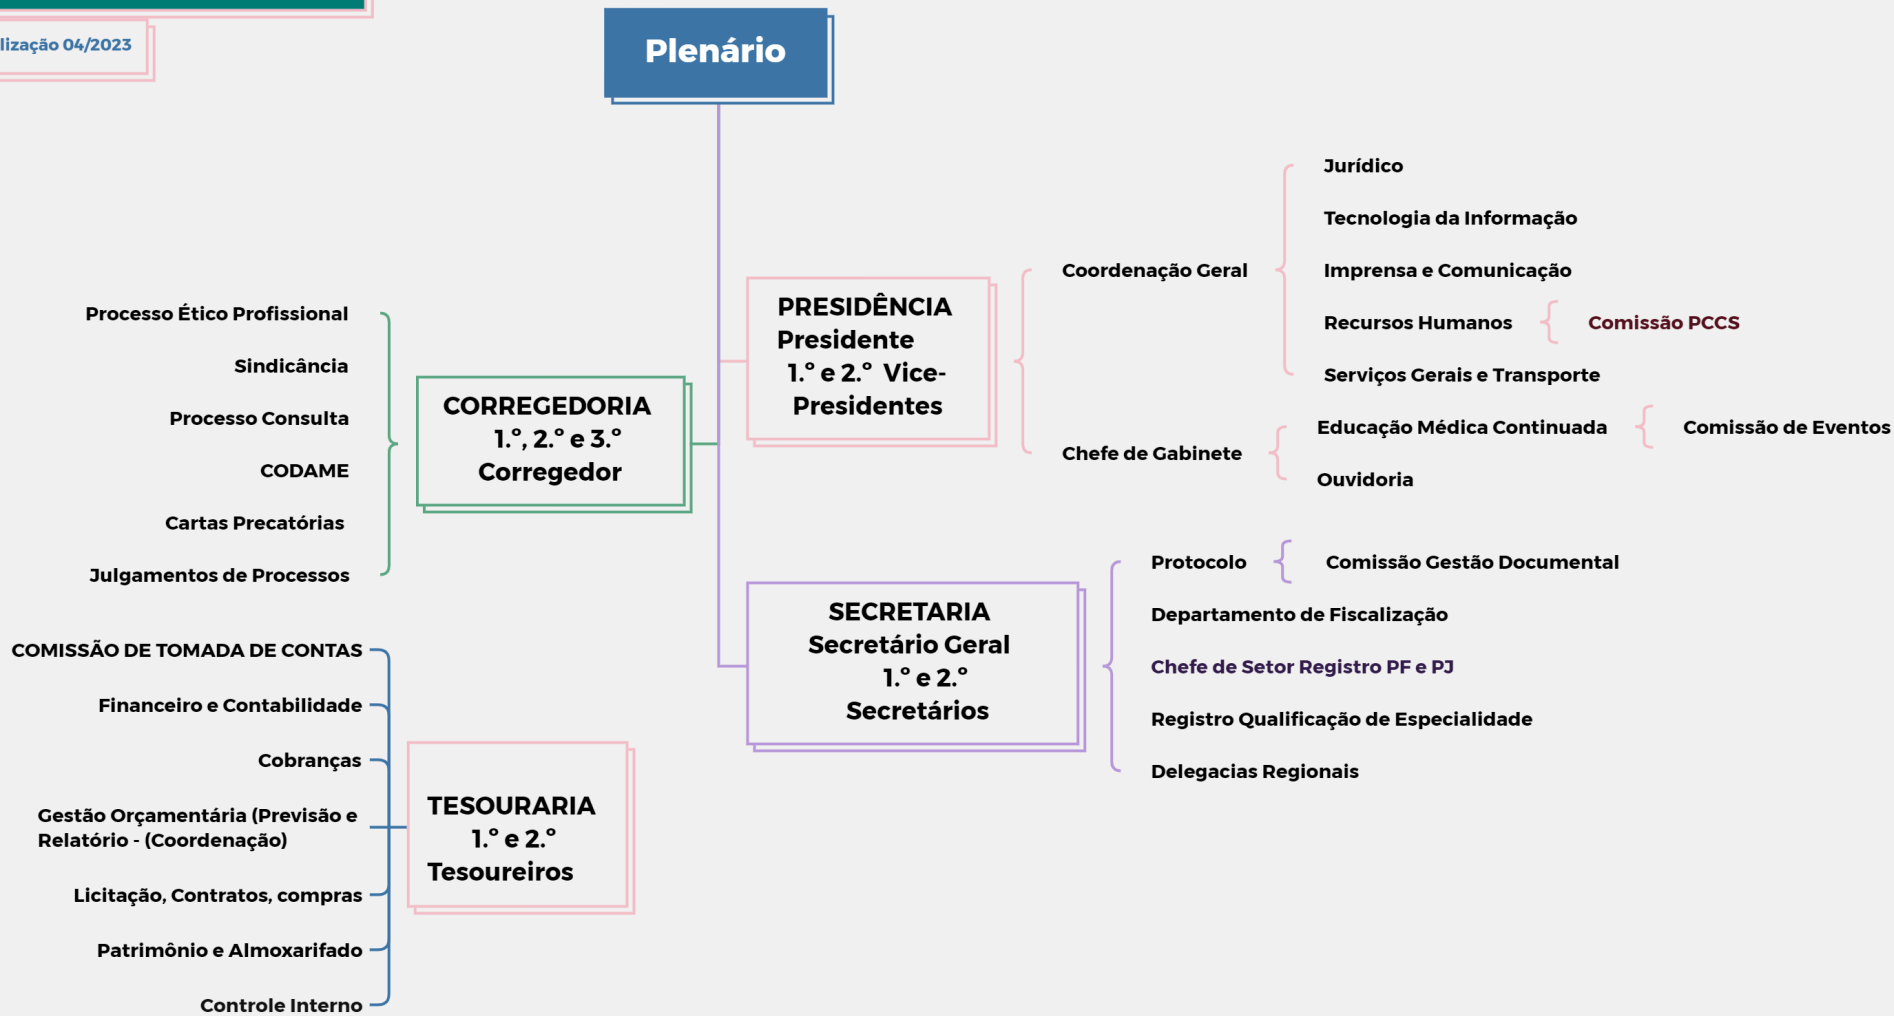 lização 04/2023
Plenário
Jurídico
Tecnologia da Informação
Coordenação Geral
Imprensa e Comunicação
Recursos Humanos
Comissão PCCS
Serviços Gerais e Transporte
PRESIDÊNCIA
Presidente
1.º e 2.º Vice-
Presidentes
Chefe de Gabinete
Educação Médica Continuada
Comissão de Eventos
Ouvidoria
Processo Ético Profissional
Sindicância
Processo Consulta
CODAME
Cartas Precatórias
Julgamentos de Processos
CORREGEDORIA
1.º, 2.º e 3.º
Corregedor
SECRETARIA
Secretário Geral
1.º e 2.º
Secretários
Protocolo
Comissão Gestão Documental
Departamento de Fiscalização
Chefe de Setor Registro PF e PJ
Registro Qualificação de Especialidade
Delegacias Regionais
COMISSÃO DE TOMADA DE CONTAS
Financeiro e Contabilidade
Cobranças
Gestão Orçamentária (Previsão e
Relatório - (Coordenação)
Licitação, Contratos, compras
Patrimônio e Almoxarifado
Controle Interno
TESOURARIA
1.º e 2.º
Tesoureiros